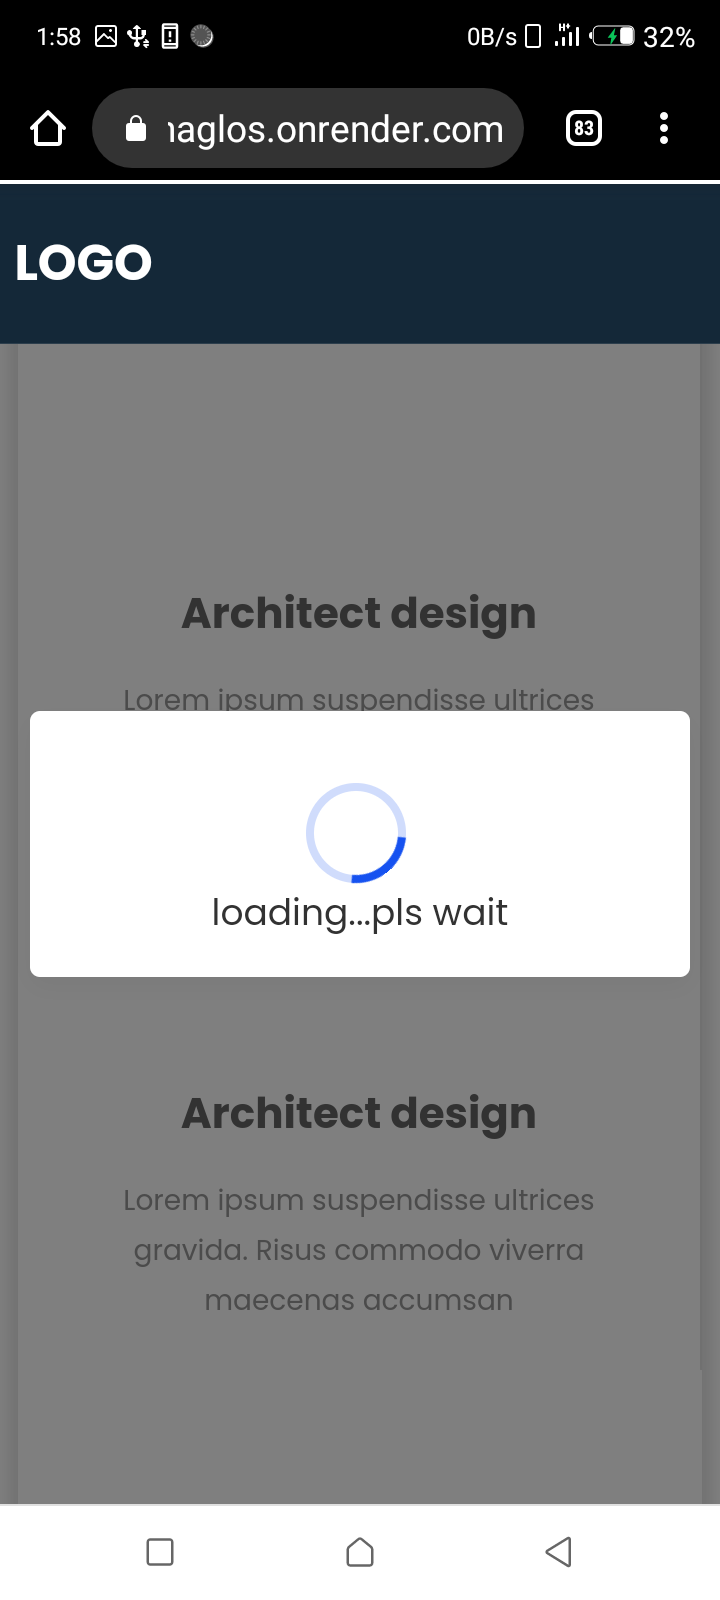 1:58
0B/s
H+
32%
naglos.onrender.com
83
LOGO
Architect design
Lorem ipsum suspendisse ultrices
loading...pls wait
Architect design
Lorem ipsum suspendisse ultrices
gravida. Risus commodo viverra
maecenas accumsan